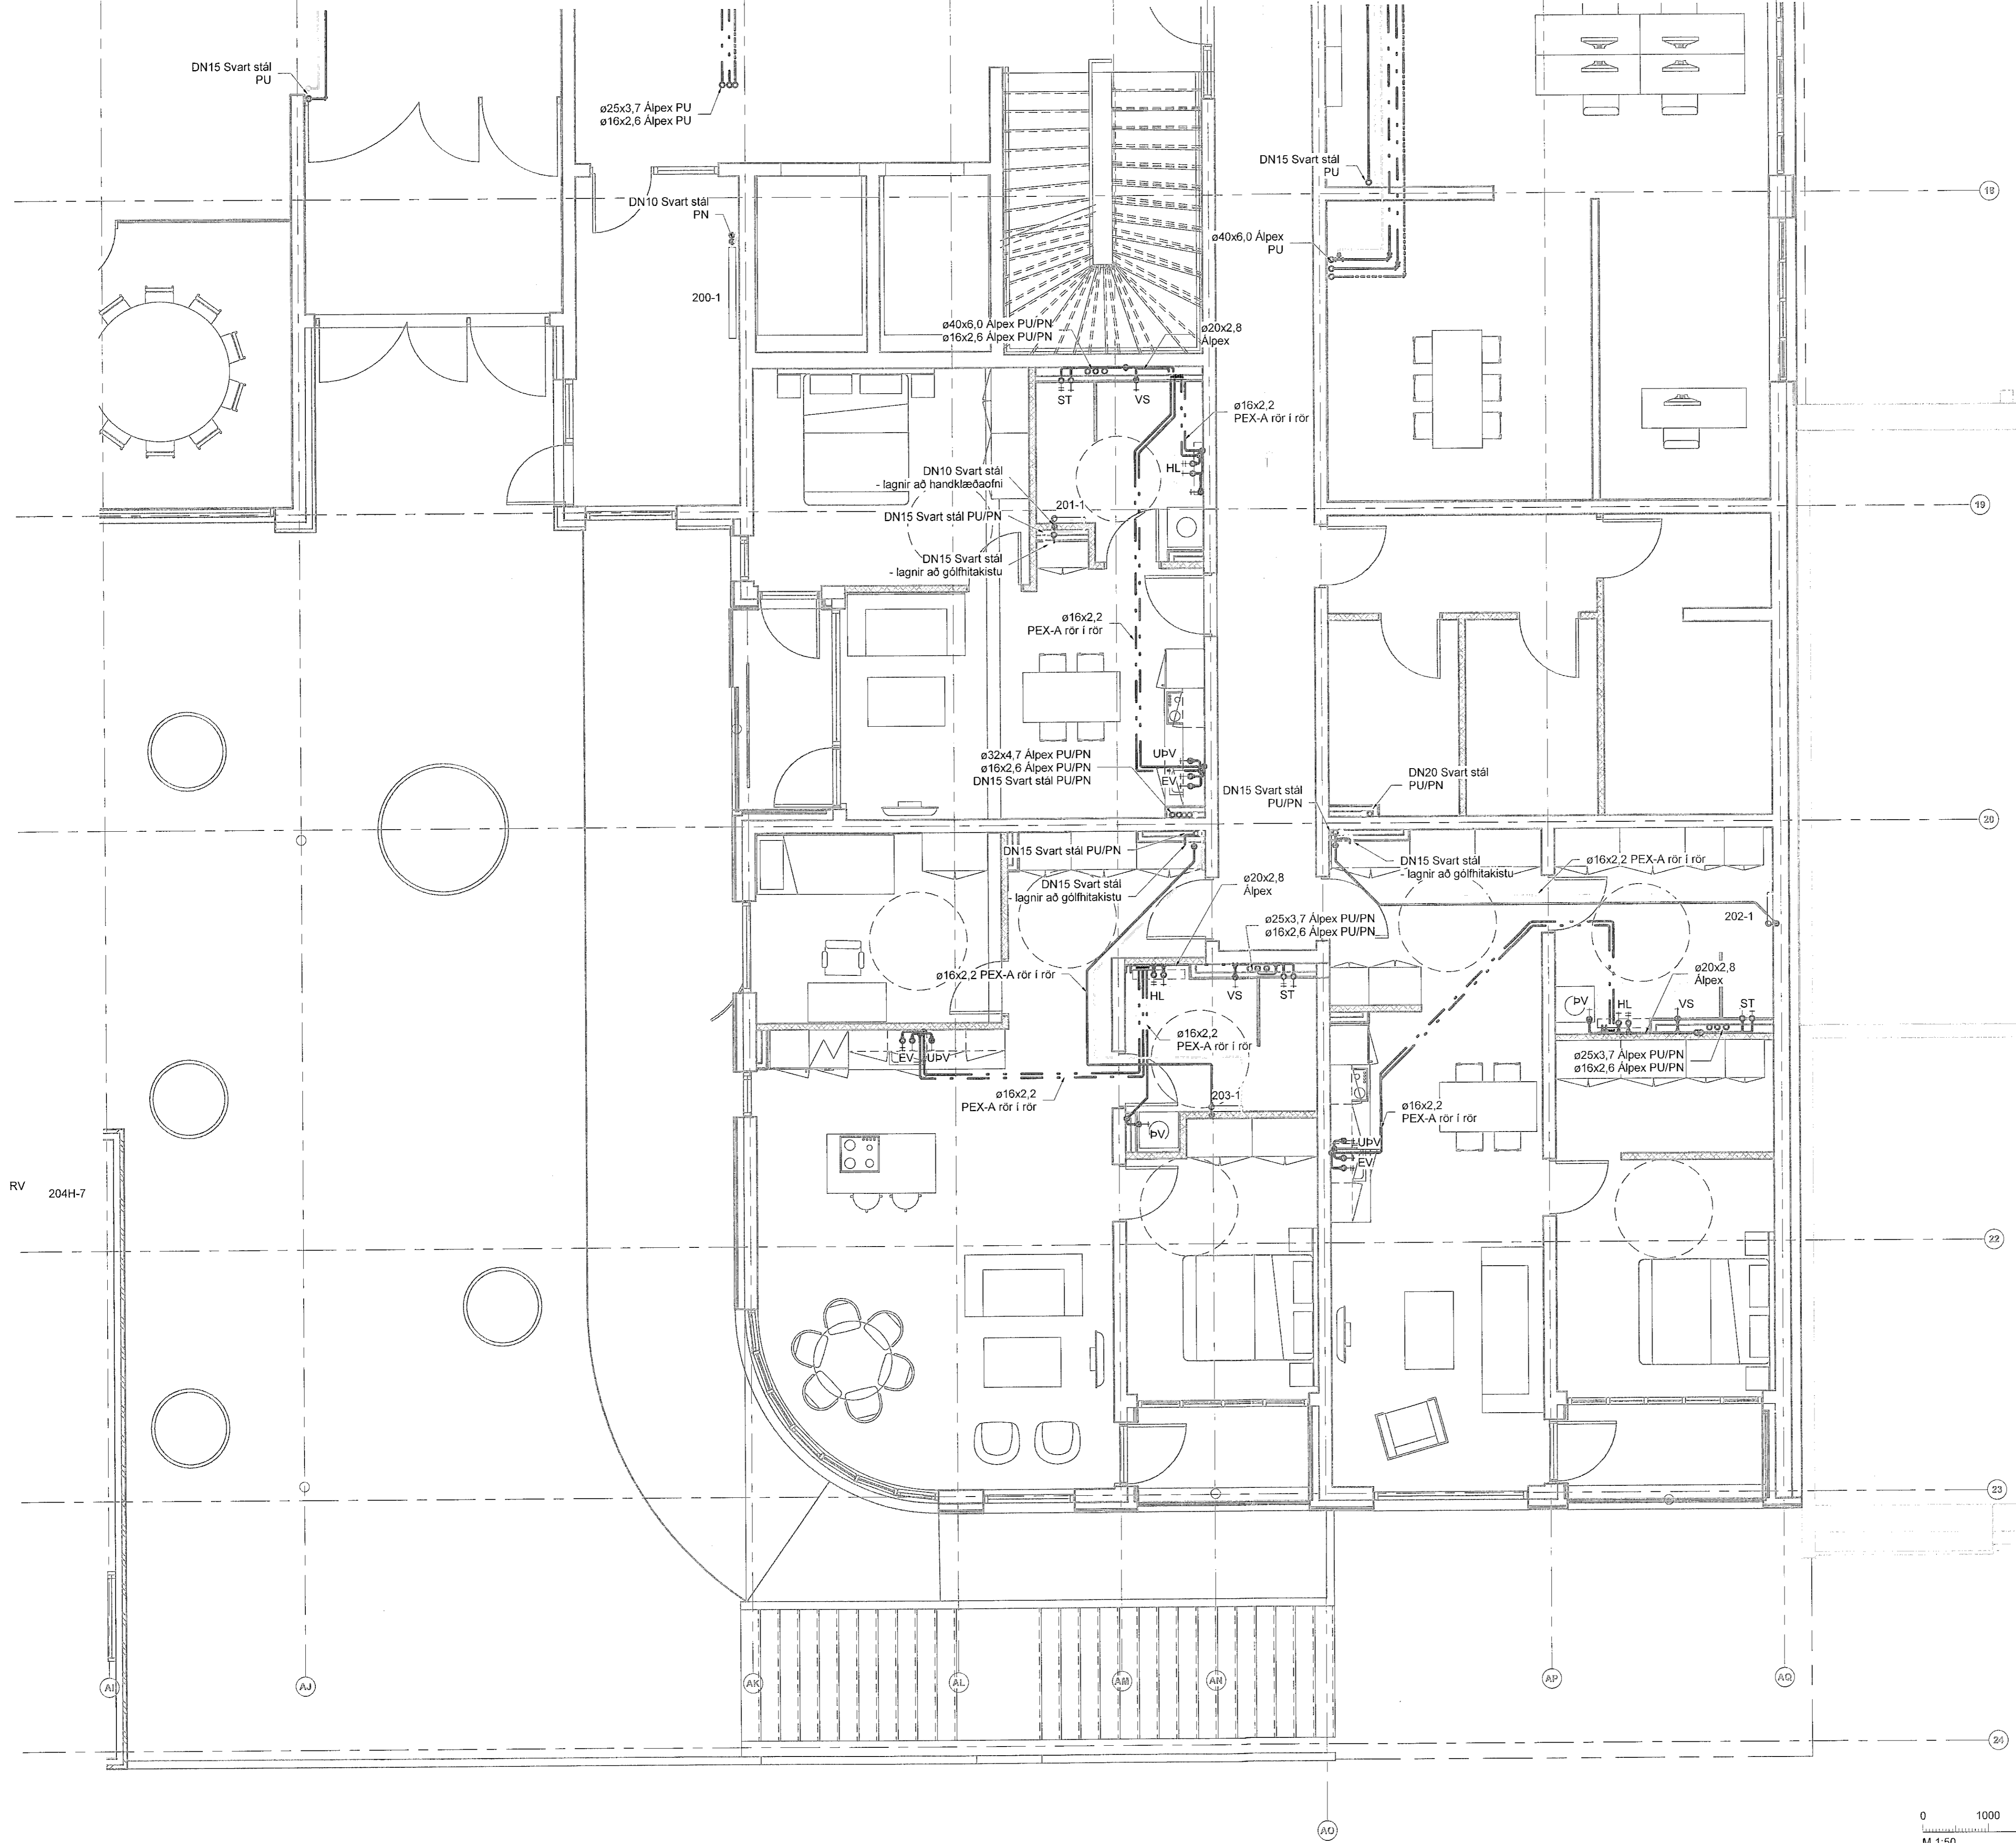 DN15 Svart stál
PU
ø25x3,7 Álpex PU
ø16x2,6 Álpex PU
DN15 Svart stál
PU
18
DN10 Svart stál
PN
ø40x6,0 Álpex
PU
200-1
ø40x6,0 Álpex PU/PN
ø16x2,6 Álpex PU/PN
ø20x2,8
Álpex
ST
VS
ø16x2,2
PEX-A rör í rör
HL
DN10 Svart stál
- lagnir að handklæðaofni
201-1
19
DN15 Svart stál PU/PN
DN15 Svart stál
- lagnir að gólfhitakistu
ø16x2,2
PEX-A rör í rör
ø32x4,7 Álpex PU/PN
ø16x2,6 Álpex PU/PN
DN15 Svart stál PU/PN
UÞV
EV
DN20 Svart stál
PU/PN
DN15 Svart stál
PU/PN
20
DN15 Svart stál PU/PN
DN15 Svart stál
- lagnir að gólfhitakistu
ø16x2,2 PEX-A rör í rör
DN15 Svart stál
- lagnir að gólfhitakistu
ø20x2,8
Álpex
ø25x3,7 Álpex PU/PN
ø16x2,6 Álpex PU/PN
202-1
ø16x2,2 PEX-A rör í rör
ø20x2,8
Álpex
HL
VS
ST
ÞV
HL
VS
ST
ø16x2,2
PEX-A rör í rör
EV
UÞV
ø25x3,7 Álpex PU/PN
ø16x2,6 Álpex PU/PN
ø16x2,2
PEX-A rör í rör
203-1
ø16x2,2
PEX-A rör í rör
ÞV
UÞV
EV
RV
204H-7
22
23
AI
AJ
AK
AL
AM
AN
AP
AQ
24
AO
0 1000
M 1:50